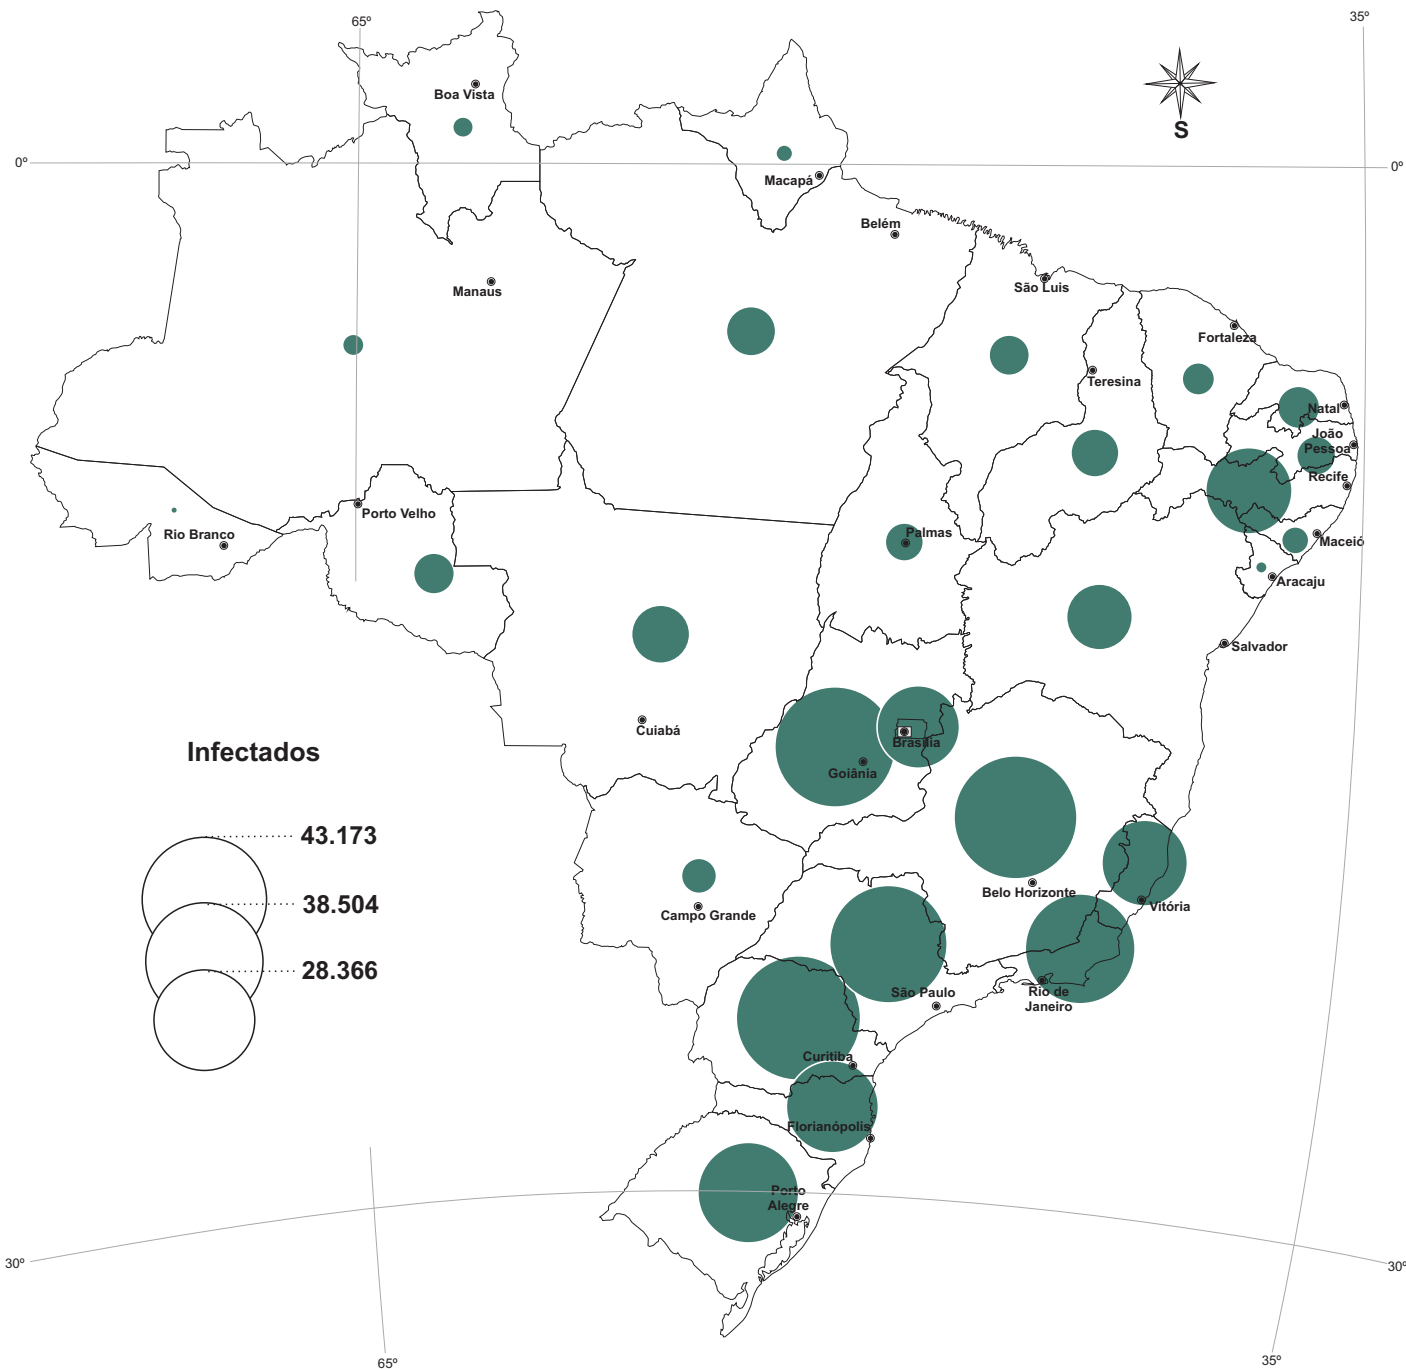 65º
35º
Boa Vista
S
0º
0º
Macapá
Belém
Manaus
São Luis
Fortaleza
Teresina
Natal
João
Pessoa
Recife
Porto Velho
Rio Branco
Palmas
Maceió
Aracaju
Salvador
Cuiabá
Brasília
Goiânia
Infectados
43.173
38.504
28.366
Belo Horizonte
Vitória
Campo Grande
São Paulo
Rio de
Janeiro
Curitiba
Florianópolis
Porto
Alegre
30º
30º
65º
35º